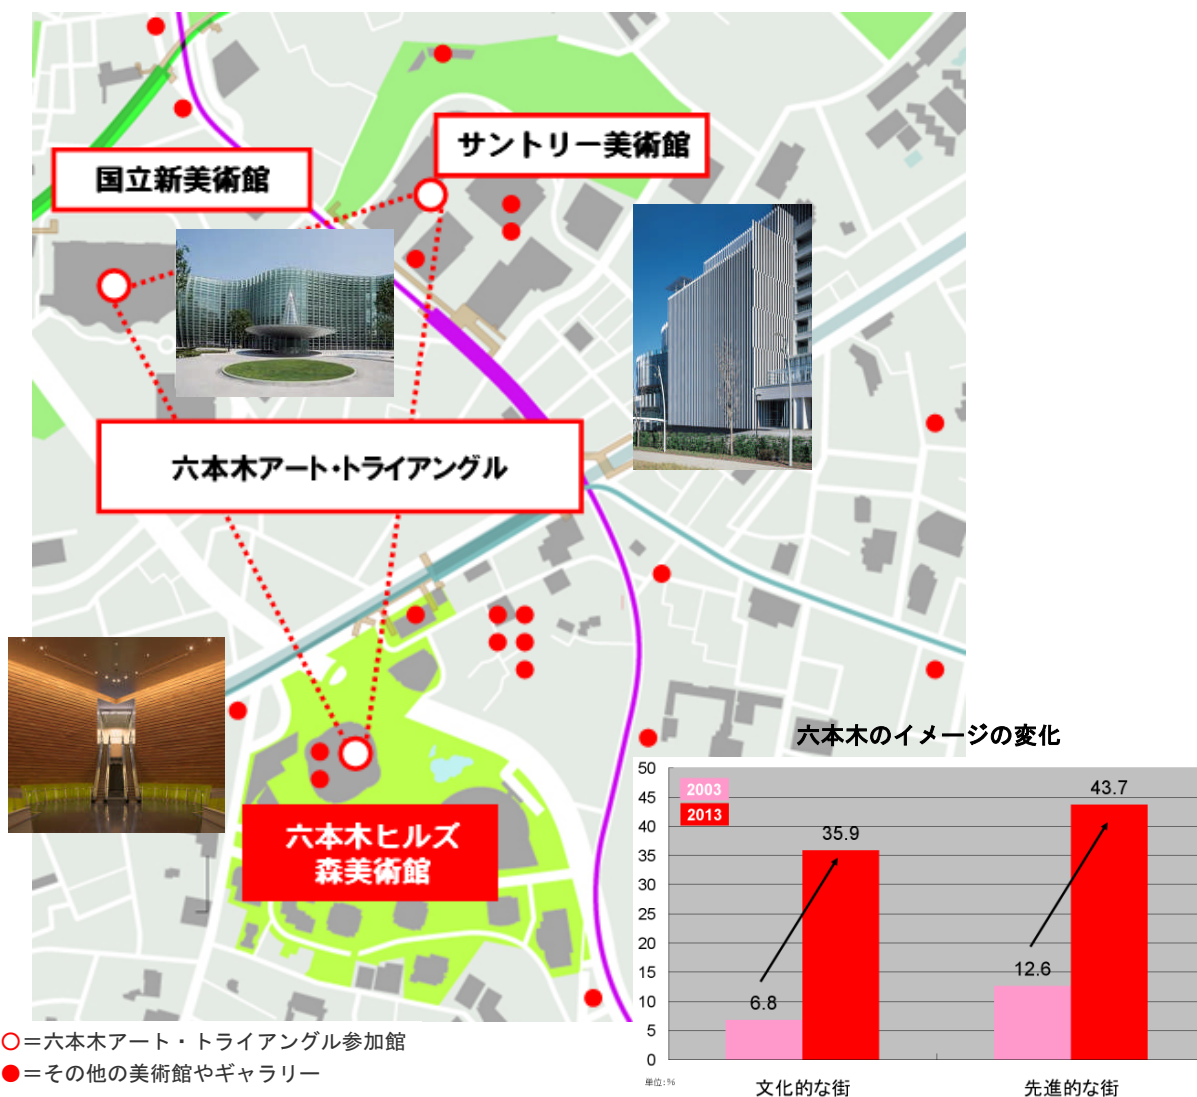 サントリー美術館
国立新美術館
六本木アート・トライアングル
六本木ヒルズ
森美術館
○＝六本木アート・トライアングル参加館
●＝その他の美術館やギャラリー
六本木のイメージの変化
50
45
40
35
30
25
20
15
10
5
0
2003
2013
6.8
35.9
12.6
43.7
単位：％
文化的な街
先進的な街